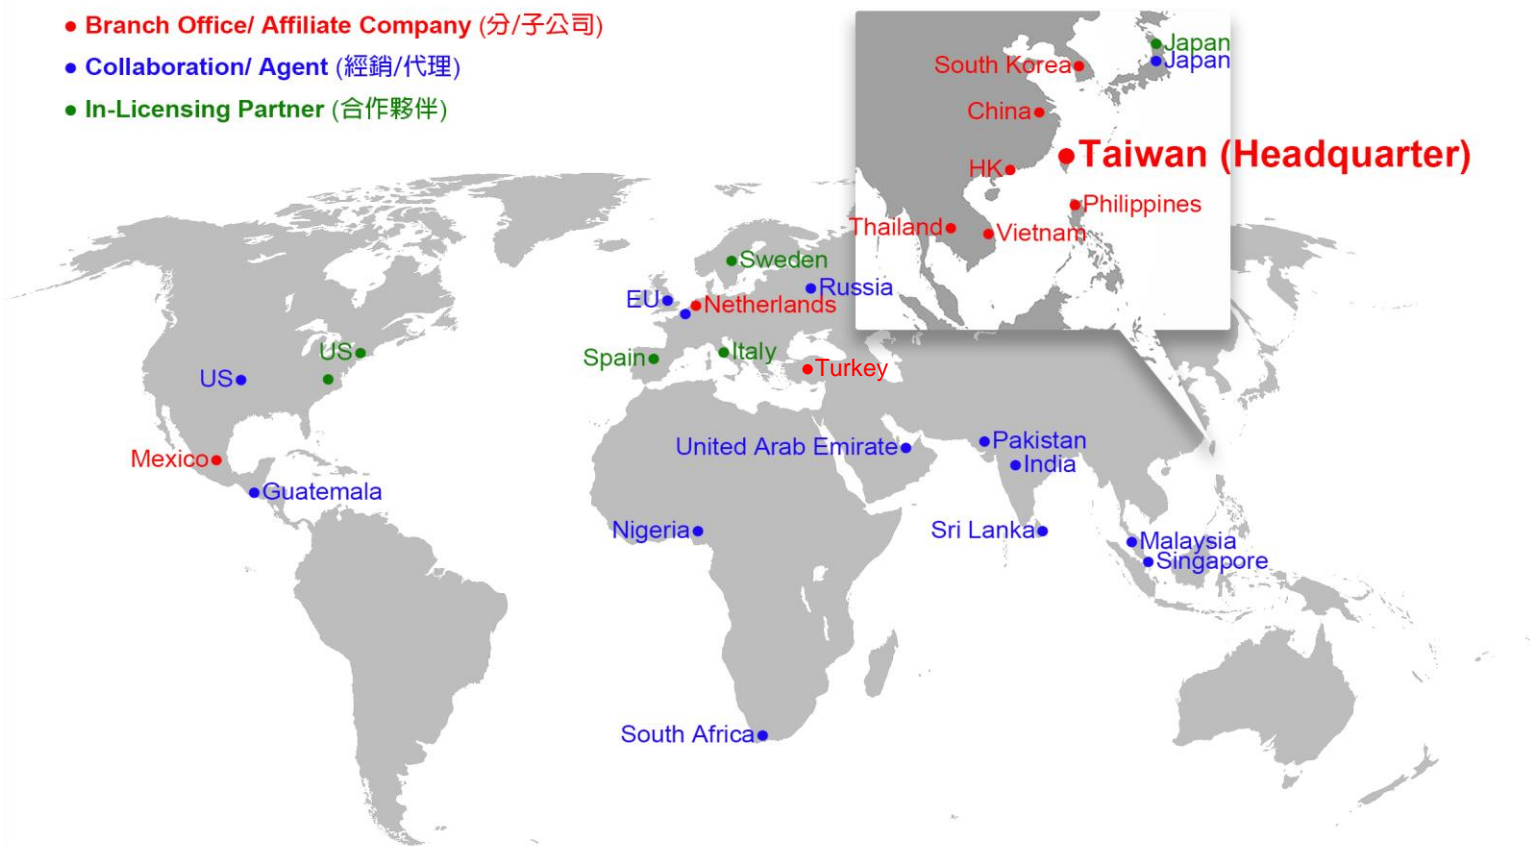 ● Branch Office/ Affiliate Company (分/子公司)
● Collaboration/ Agent (經銷/代理)
● In-Licensing Partner (合作夥伴)
Japan
Japan
South Korea
China
Taiwan (Headquarter)
HK
Philippines
Thailand
Vietnam
Sweden
Russia
EU
Netherlands
US
Spain
Italy
Turkey
US
United Arab Emirate
Pakistan
Mexico
India
Guatemala
Nigeria
Sri Lanka
Malaysia
Singapore
South Africa